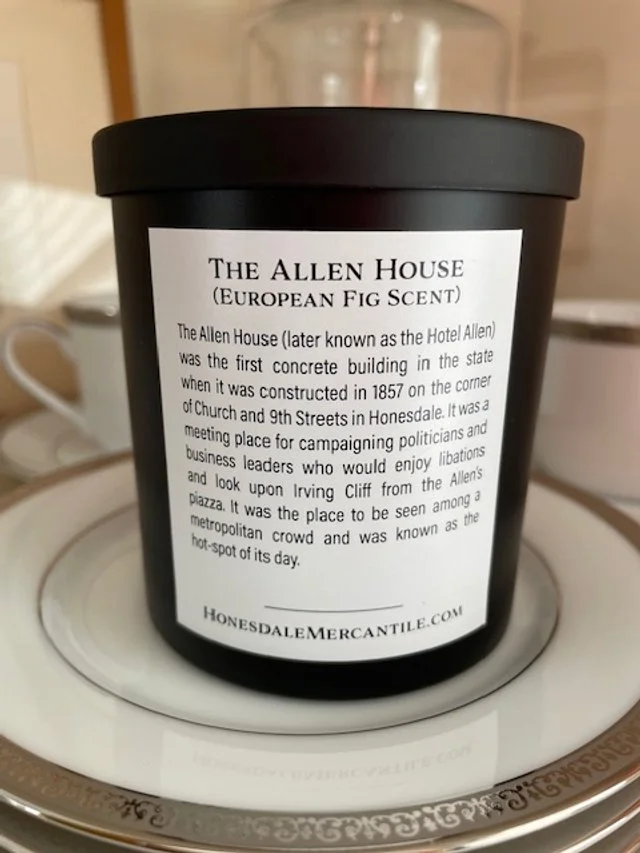 THE ALLEN HOUSE
(EUROPEAN FIG SCENT)
The Allen House (later known as the Hotel Allen)
was the first concrete building in the state
when it was constructed in 1857 on the corner
of Church and 9th Streets in Honesdale. It was a
meeting place for campaigning politicians and
business leaders who would enjoy libations
and look upon Irving Cliff from the Allen's
piazza. It was the place to be seen among a
metropolitan crowd and was known as the
hot-spot of its day.
HONESDALEMERCANTILE.COM